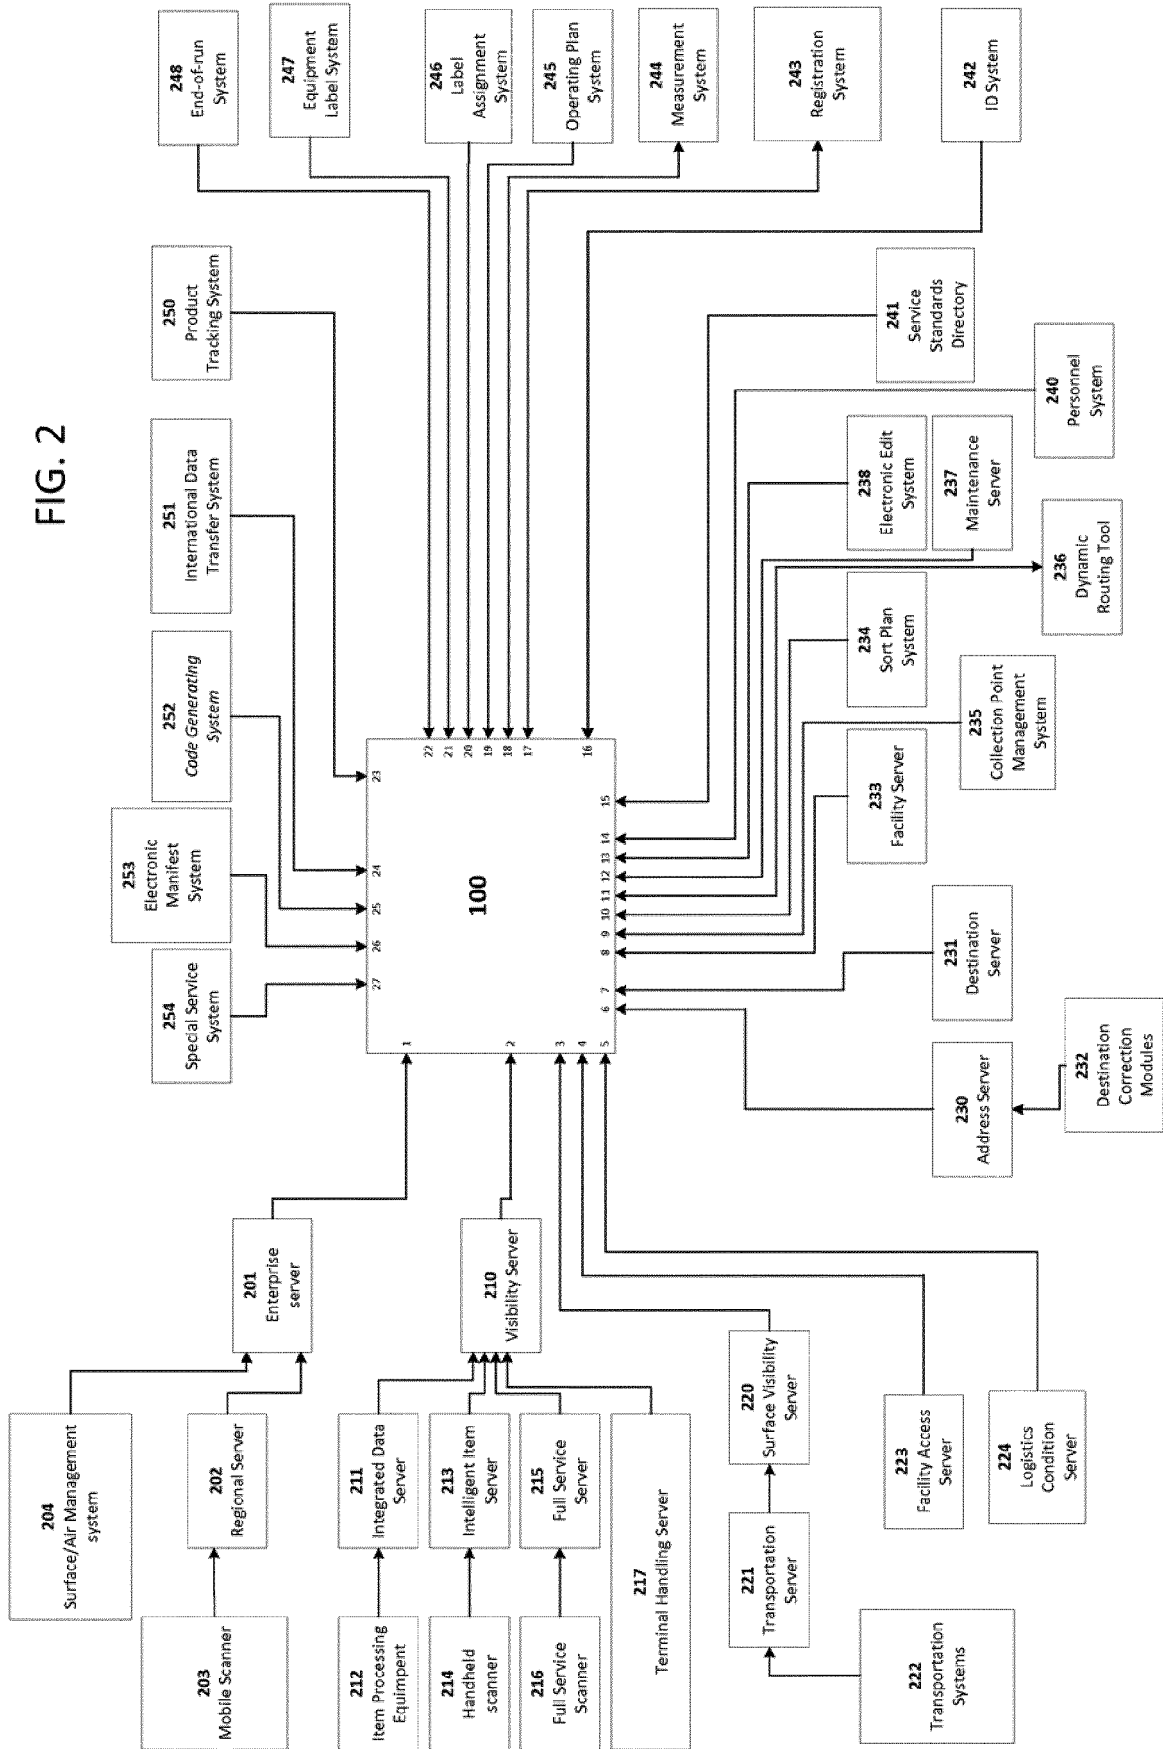 FIG. 2
204
Surface/Air Management
system
203
Mobile Scanner
202
Regional Server
201
Enterprise
server
212
Item Processing
Equimpent
211
Integrated Data
Server
214
Handheld
scanner
213
Intelligent Item
Server
216
Full Service
Scanner
215
Full Service
Server
217
Terminal Handling Server
210
Visibility Server
222
Transportation
Systems
221
Transportation
Server
220
Surface Visibility
Server
223
Facility Access
Server
224
Logistics
Condition
Server
254
Special Service
System
253
Electronic
Manifest
System
252
Code Generating
System
251
International Data
Transfer System
250
Product
Tracking System
248
End-of-run
System
247
Equipment
Label System
246
Label
Assignment
System
245
Operating Plan
System
244
Measurement
System
243
Registration
System
242
ID System
100
1
2
3
4
5
6
7
8
9
10
11
12
13
14
15
16
17
18
19
20
21
22
23
24
25
26
27
230
Address Server
232
Destination
Correction
Modules
231
Destination
Server
233
Facility Server
235
Collection Point
Management
System
234
Sort Plan
System
236
Dynamic
Routing Tool
237
Maintenance
Server
238
Electronic Edit
System
240
Personnel
System
241
Service
Standards
Directory